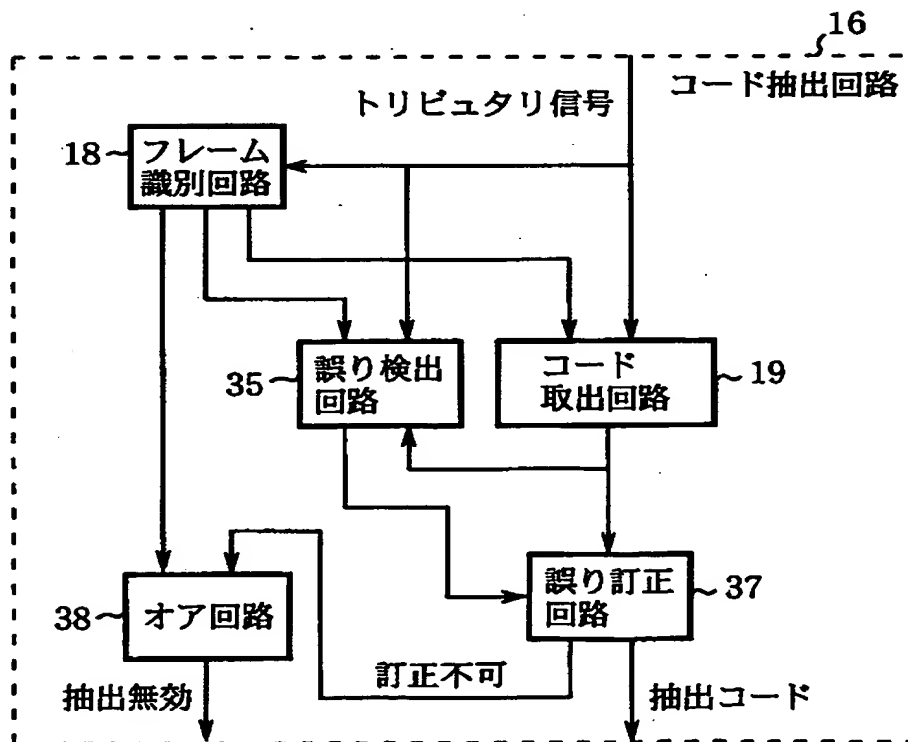 16
コード抽出回路
トリビュタリ信号
18
フレーム
識別回路
35
誤り検出
回路
コード
取出回路
19
38
オア回路
誤り訂正
回路
37
訂正不可
抽出無効
抽出コード